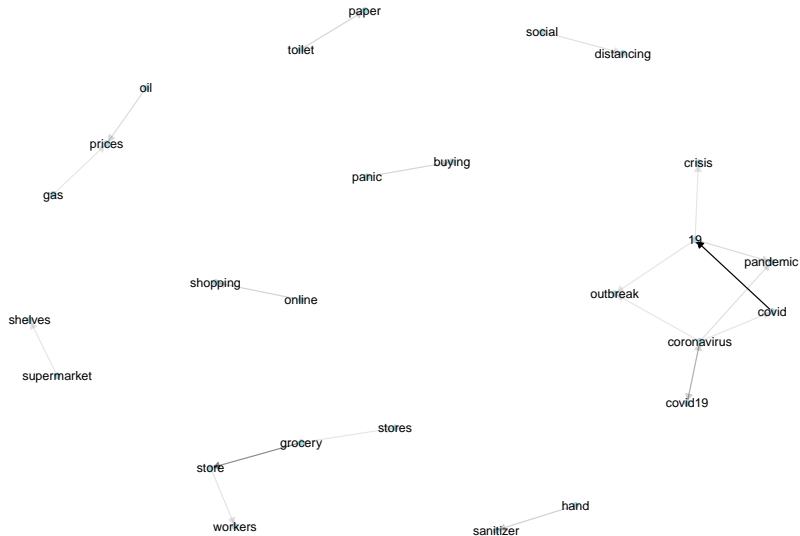 paper
social
toilet
distancing
oil
prices
buying
crisis
panic
gas
19
pandemic
shopping
outbreak
online
covid
shelves
coronavirus
supermarket
covid19
stores
grocery
store
hand
workers
sanitizer